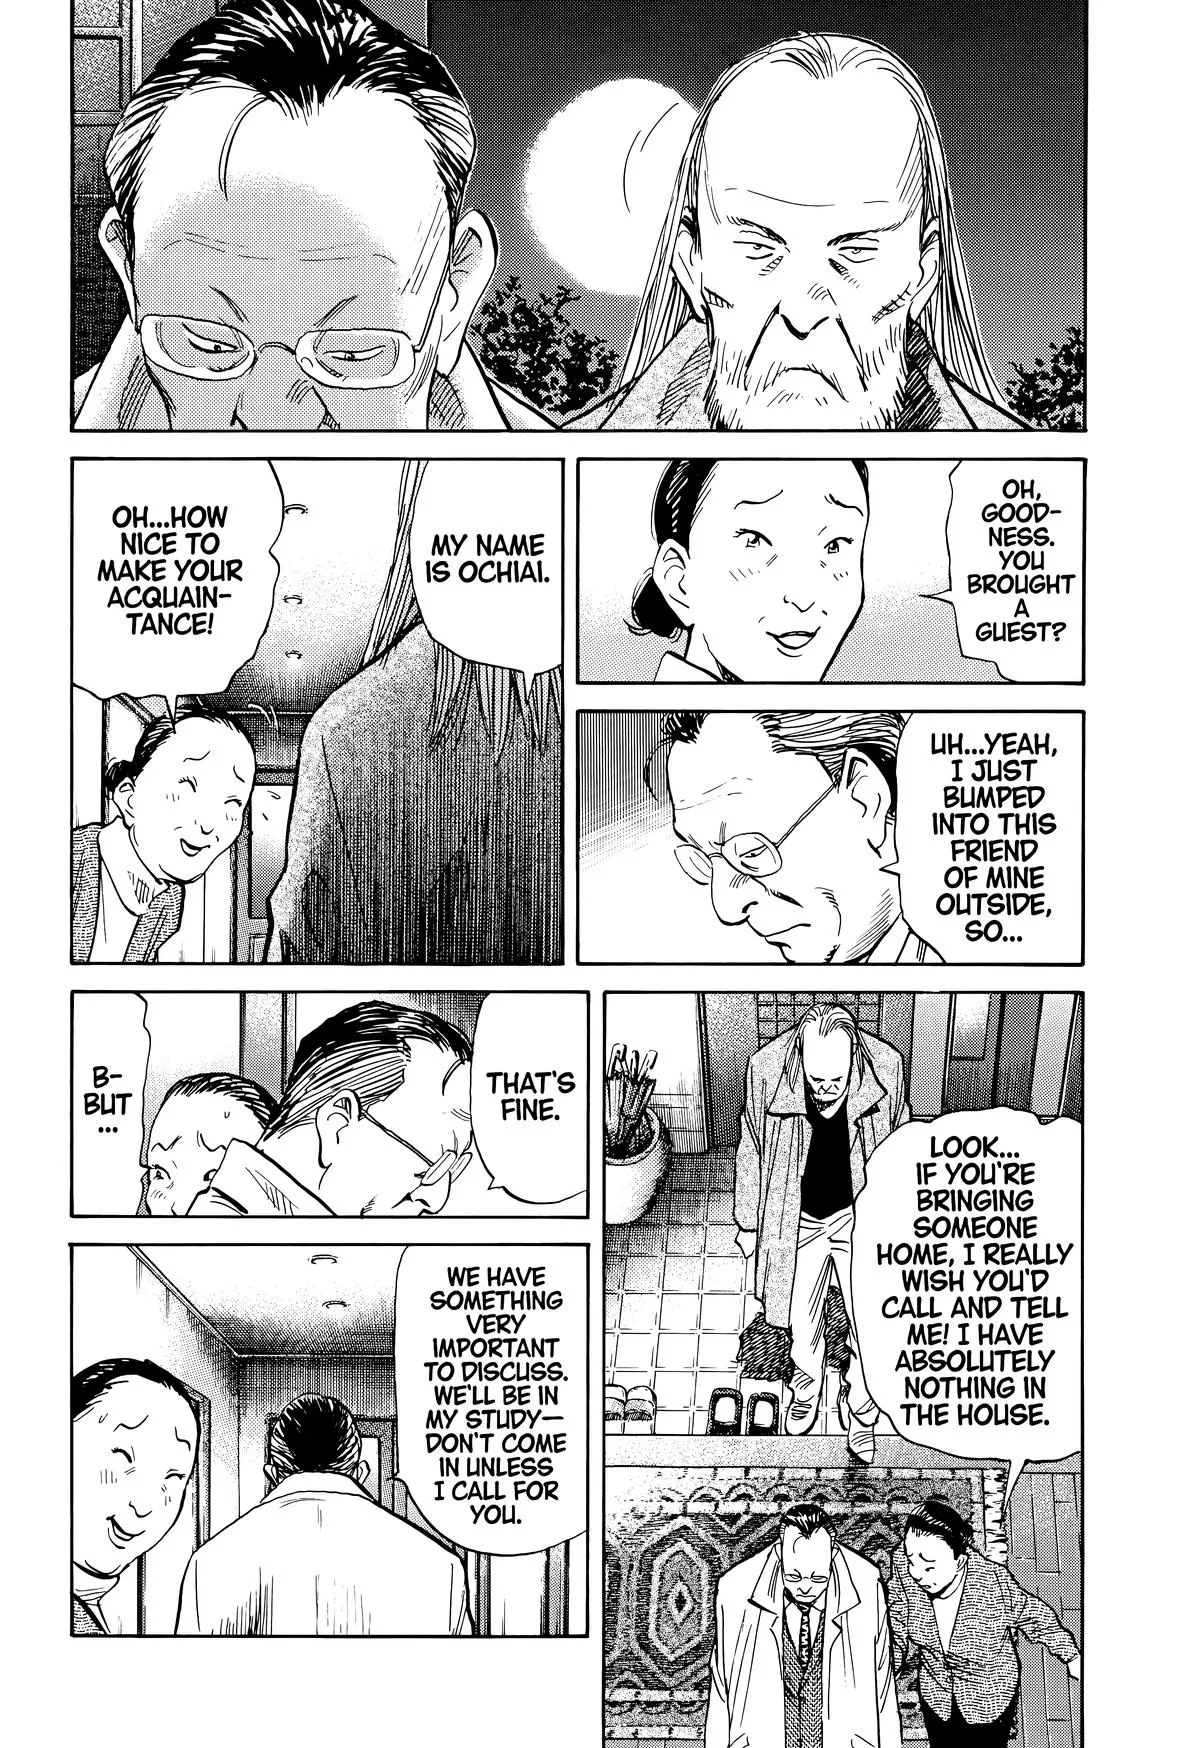 OH,
GOOD-
NESS.
YOU
BROUGHT
A
GUEST?
UH...YEAH,
I JUST
BUMPED
INTO THIS
FRIEND
OF MINE
OUTSIDE,
SO...
MY NAME
IS OCHIAI.
OH...HOW
NICE TO
MAKE YOUR
ACQUAIN-
TANCE!
LOOK...
IF YOU'RE
BRINGING
SOMEONE
HOME, I REALLY
WISH YOU'D
CALL AND TELL
ME! I HAVE
ABSOLUTELY
NOTHING IN
THE HOUSE.
THAT'S
FINE.
B-
BUT
...
WE HAVE
SOMETHING
VERY
IMPORTANT
TO DISCUSS.
WE'LL BE IN
MY STUDY—
DON'T COME
IN UNLESS
I CALL FOR
YOU.